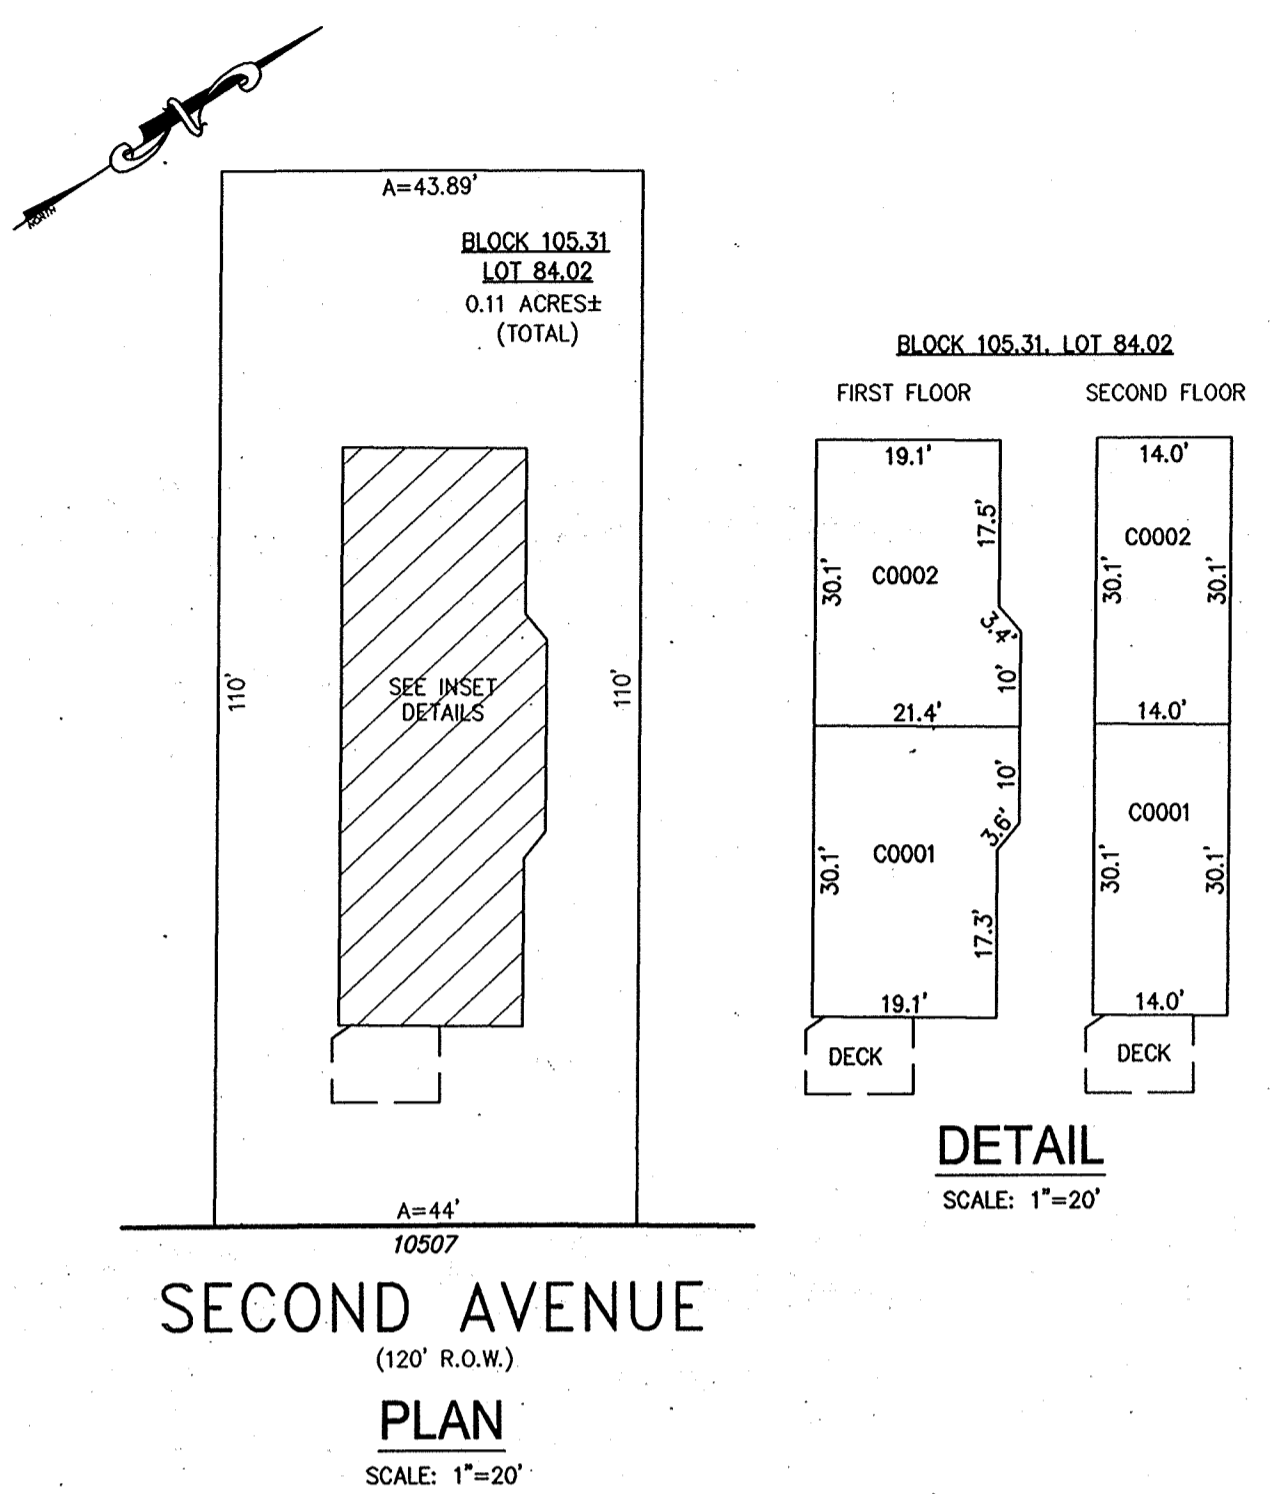 NORTH
A=43.89'
BLOCK 105.31
LOT 84.02
0.11 ACRES±
(TOTAL)
110'
110'
SEE INSET
DETAILS
A=44'
10507
SECOND AVENUE
(120' R.O.W.)
PLAN
SCALE: 1"=20'
BLOCK 105.31, LOT 84.02
FIRST FLOOR
19.1'
17.5'
C0002
30.1'
3.4'
10'
21.4'
10'
3.6'
C0001
30.1'
17.3'
19.1'
DECK
SECOND FLOOR
14.0'
C0002
30.1'
30.1'
14.0'
C0001
30.1'
30.1'
14.0'
DECK
DETAIL
SCALE: 1"=20'